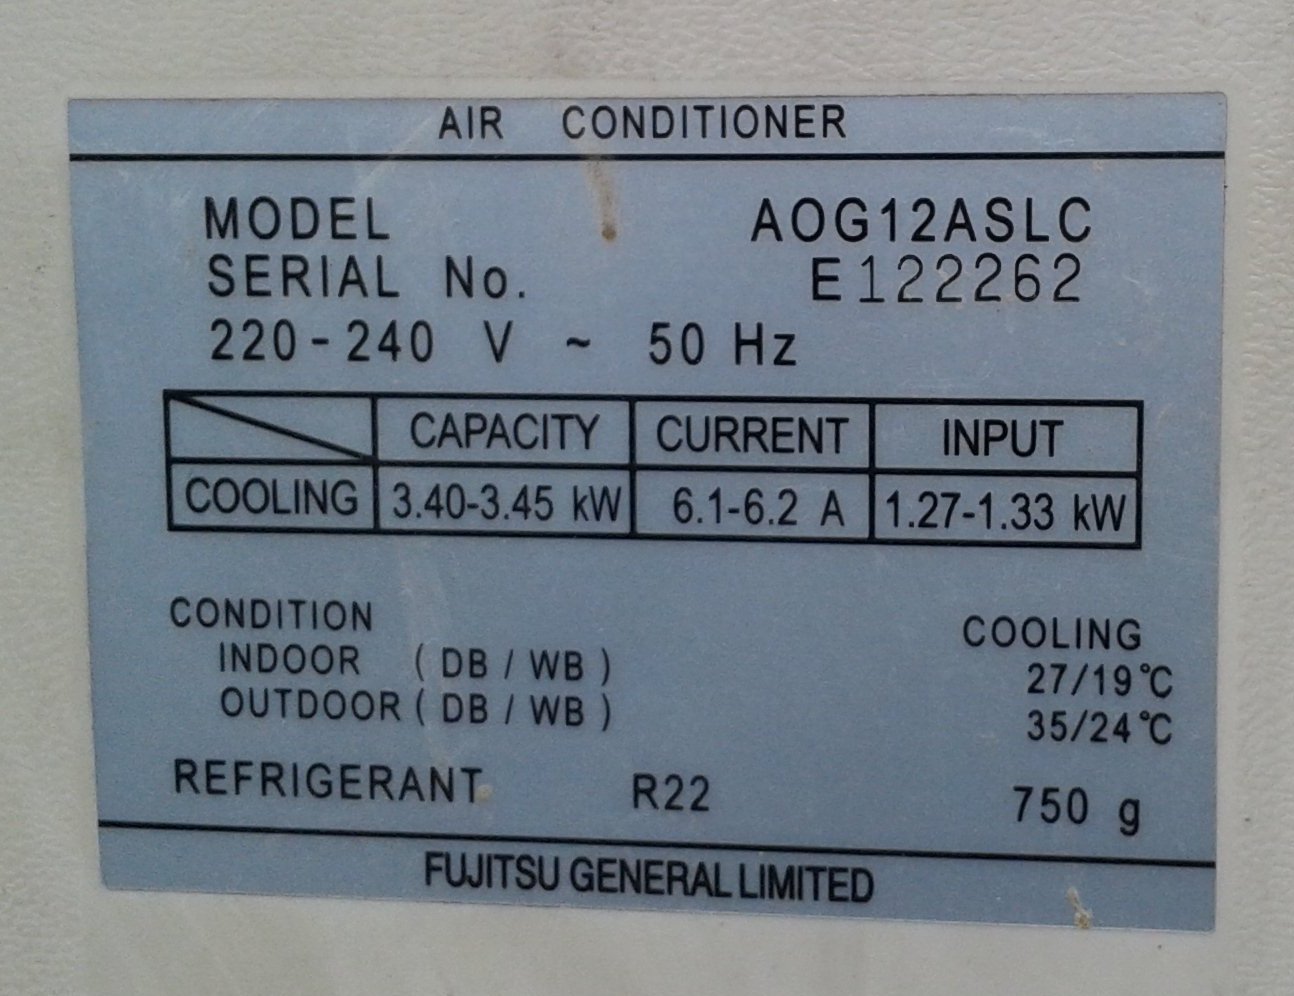 AIR CONDITIONER
MODEL AOG12ASLC
SERIAL No. E122262
220-240 V ~ 50 Hz
CAPACITY CURRENT INPUT
COOLING 3.40-3.45 kW 6.1-6.2 A 1.27-1.33 kW
CONDITION COOLING
INDOOR ( DB / WB ) 27/19°C
OUTDOOR ( DB / WB ) 35/24°C
REFRIGERANT R22 750 g
FUJITSU GENERAL LIMITED